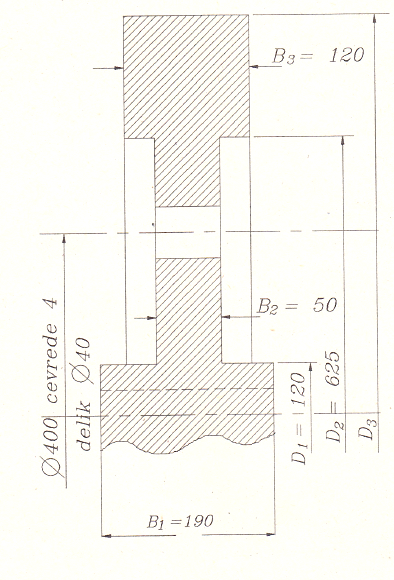 B3 = 120
B2 = 50
Ø400 cevrede 4
delik Ø40
D1 = 120
D2 = 625
D3
B1 =190